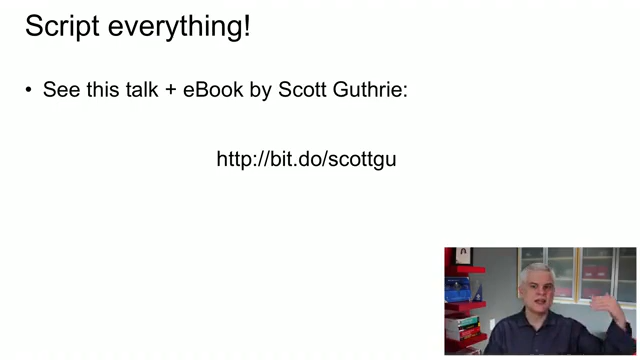 Script everything!
• See this talk + eBook by Scott Guthrie:
http://bit.do/scottgu